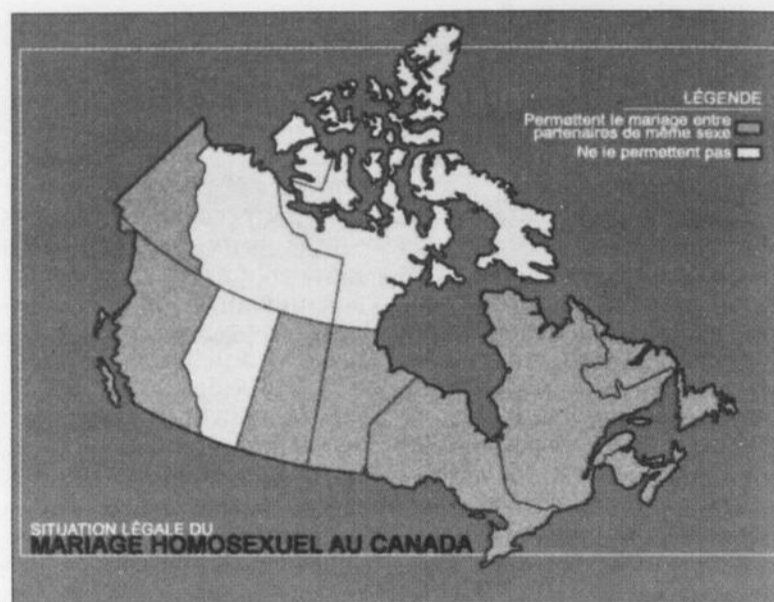 LÉGENDE
Permettent le mariage entre
partenaires de même sexe
Ne le permettent pas
SITUATION LÉGALE DU
MARIAGE HOMOSEXUEL AU CANADA